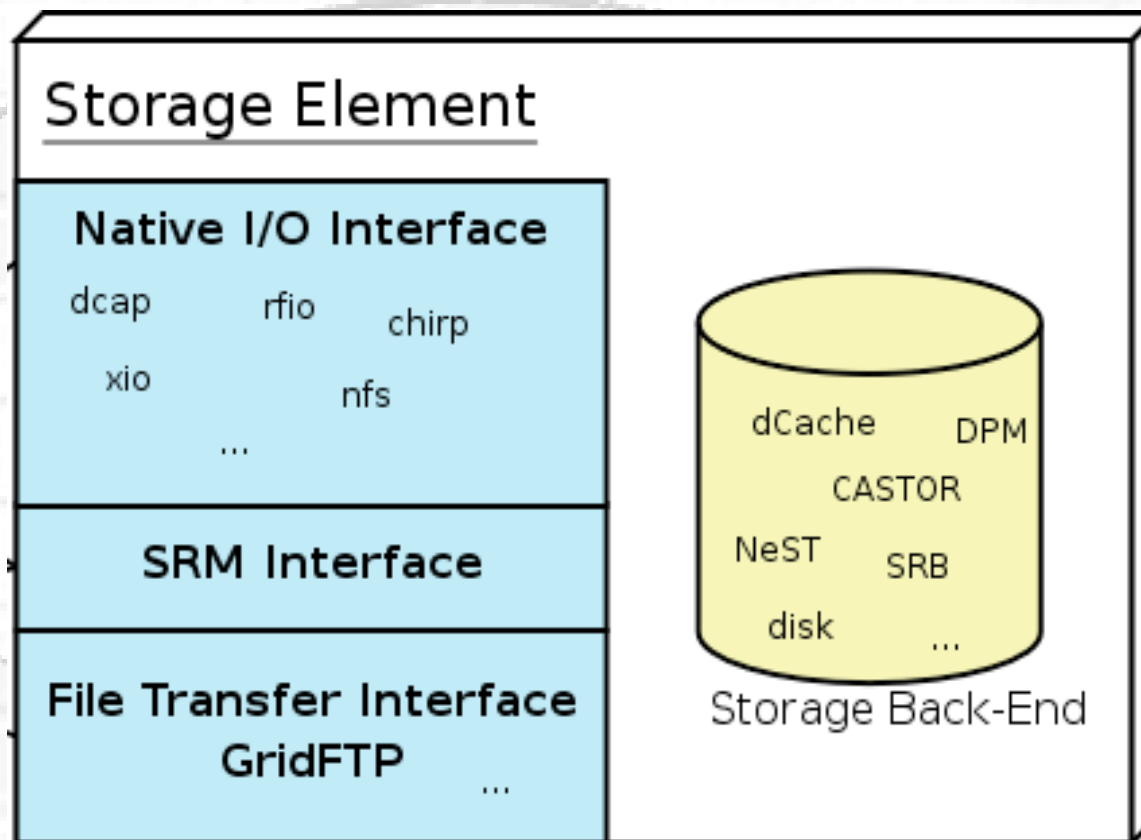 Storage Element
Native I/O Interface
dcap rfio chirp
xio nfs
...
SRM Interface
File Transfer Interface
GridFTP
...
dCache DPM
CASTOR
NeST SRB
disk ...
Storage Back-End